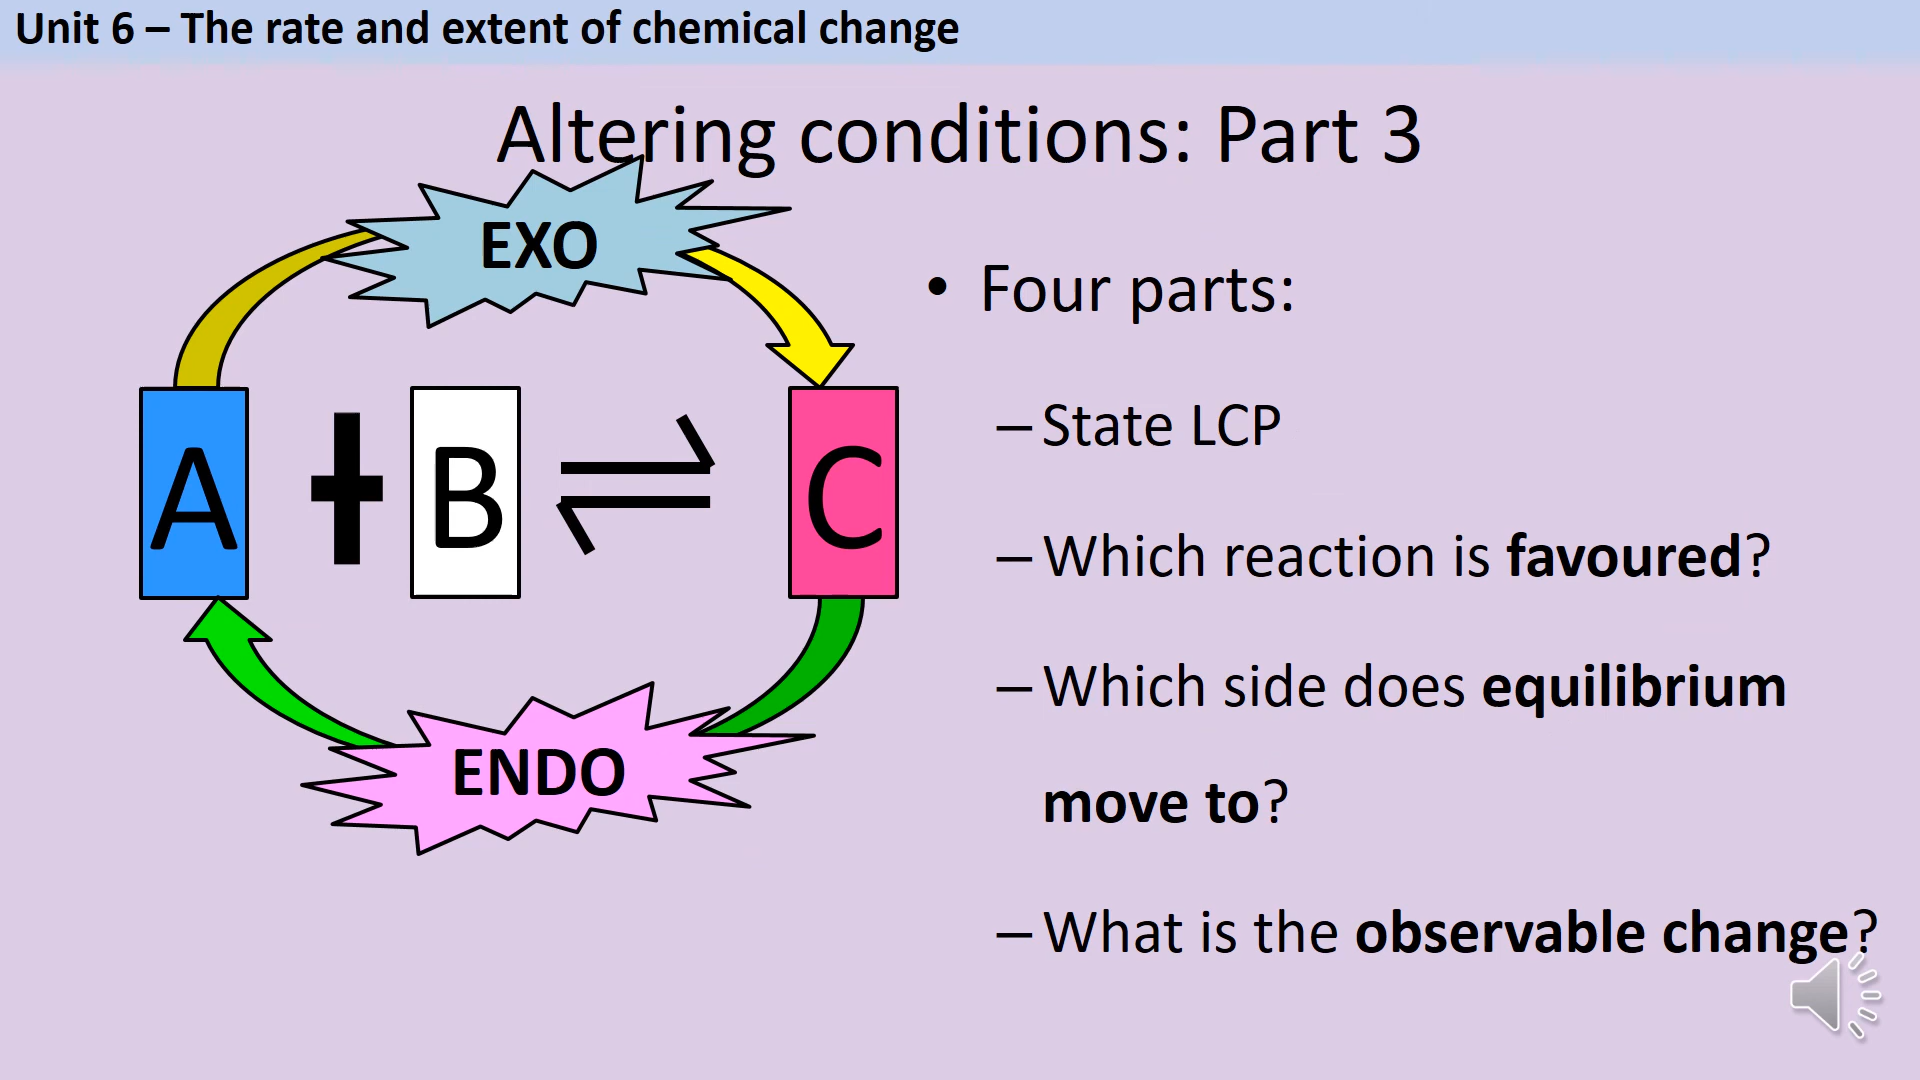 Unit 6 – The rate and extent of chemical change
Altering conditions: Part 3
EXO
A + B ⇌ C
ENDO
• Four parts:
– State LCP
– Which reaction is favoured?
– Which side does equilibrium
move to?
– What is the observable change?